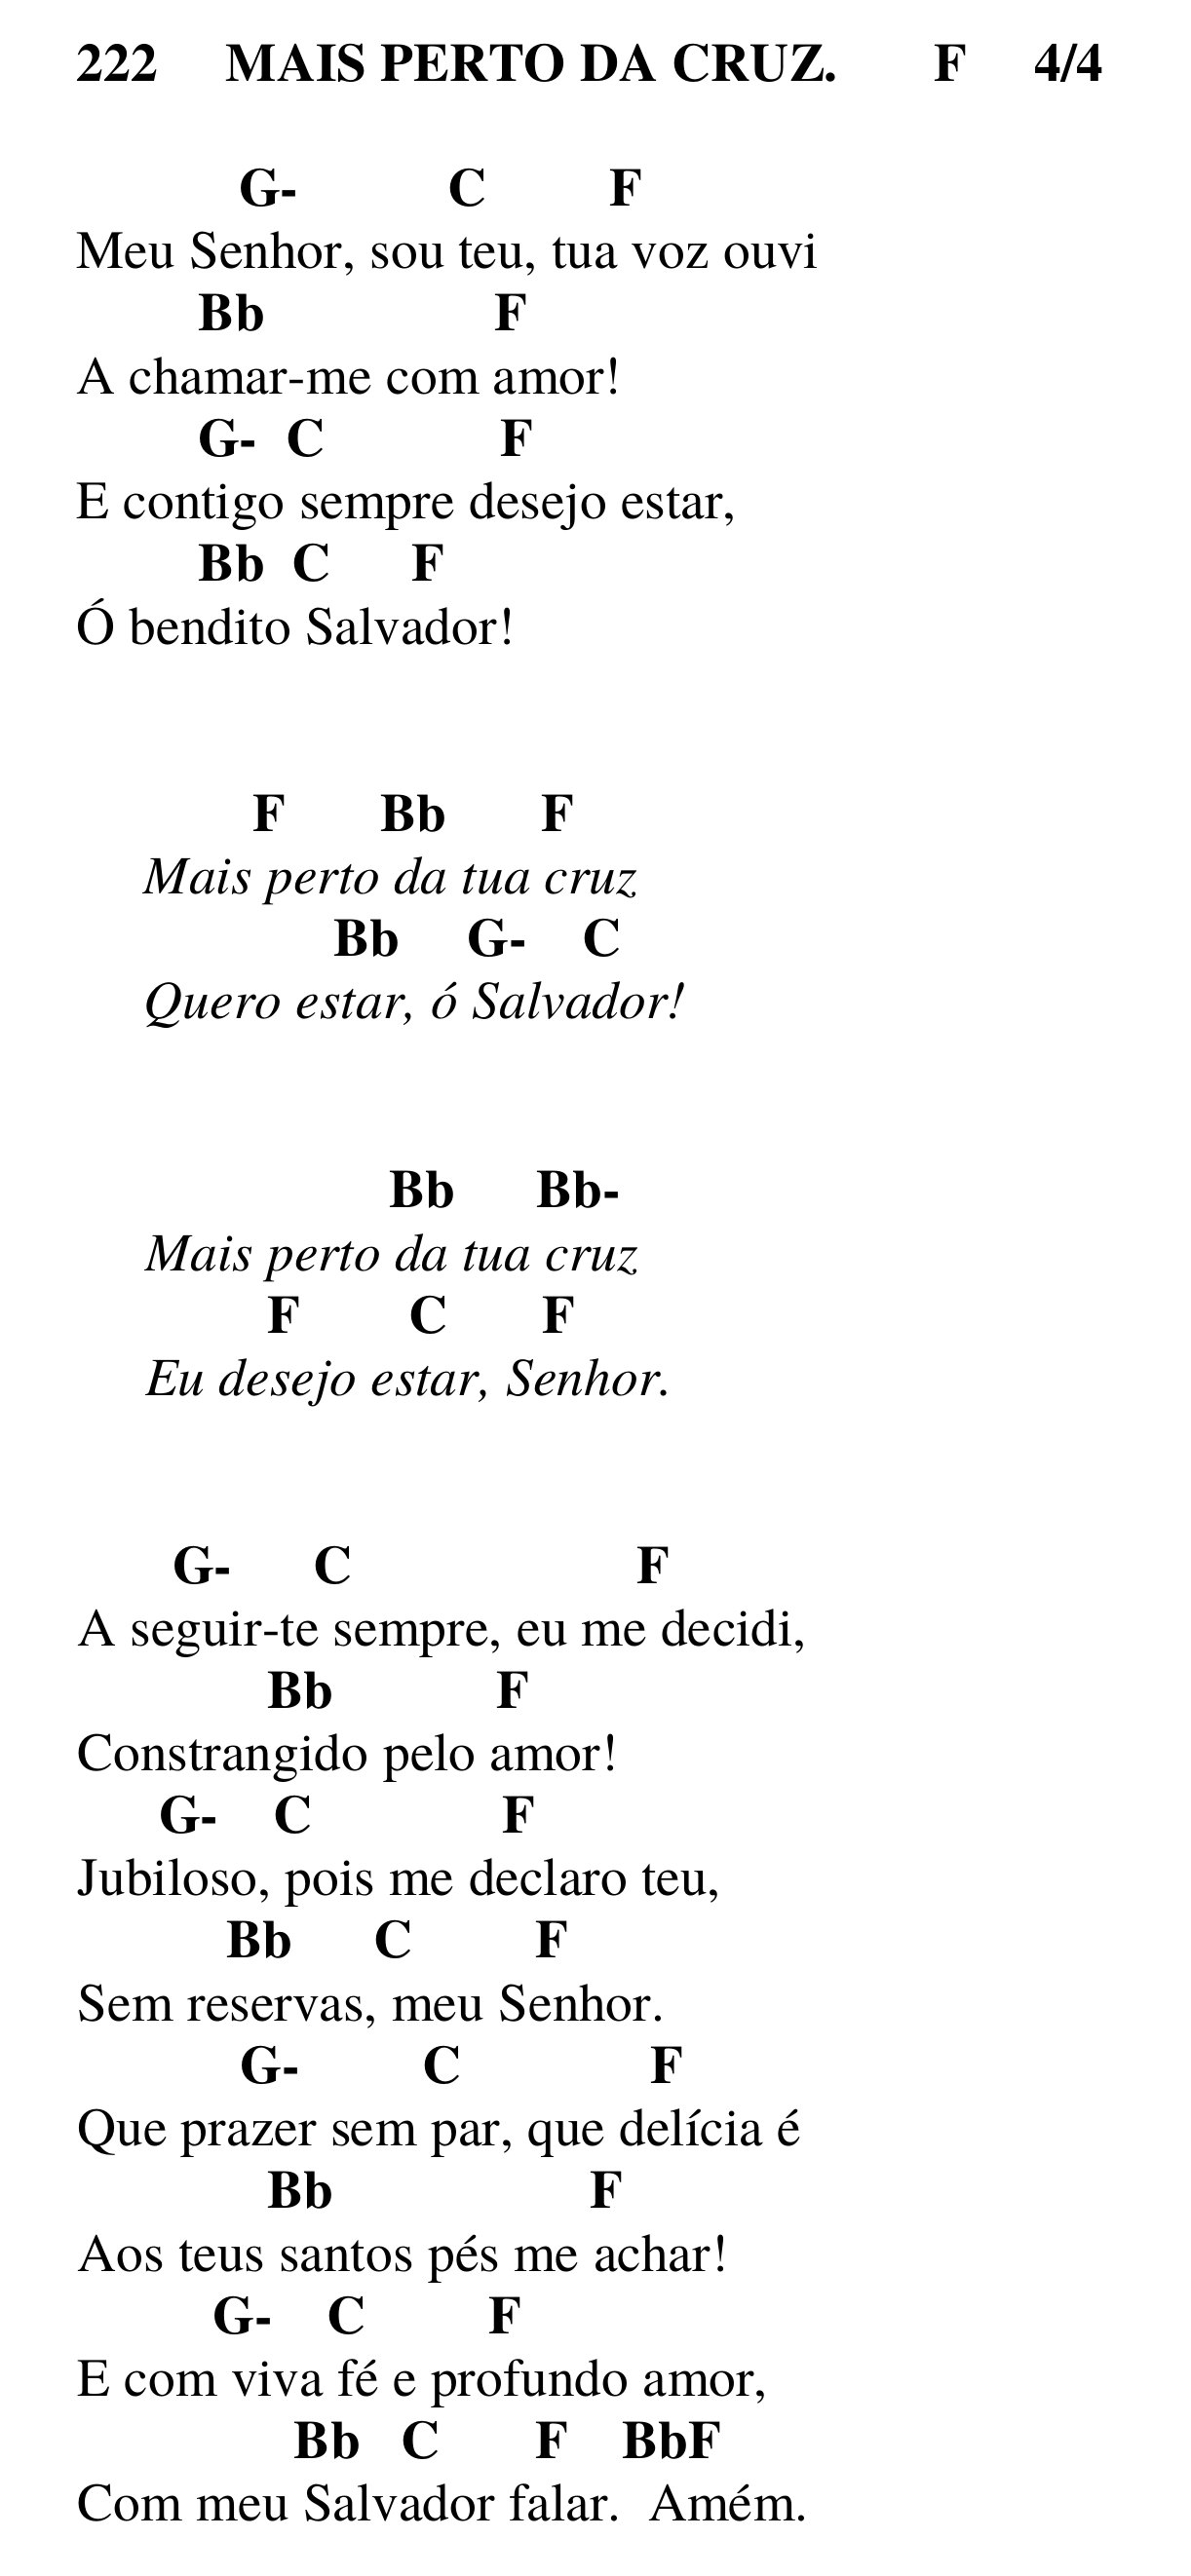 222 MAIS PERTO DA CRUZ. F 4/4
G- C F
Meu Senhor, sou teu, tua voz ouvi
Bb F
A chamar-me com amor!
G- C F
E contigo sempre desejo estar,
Bb C F
Ó bendito Salvador!
F Bb F
Mais perto da tua cruz
Bb G- C
Quero estar, ó Salvador!
Bb Bb-
Mais perto da tua cruz
F C F
Eu desejo estar, Senhor.
G- C F
A seguir-te sempre, eu me decidi,
Bb F
Constrangido pelo amor!
G- C F
Jubiloso, pois me declaro teu,
Bb C F
Sem reservas, meu Senhor.
G- C F
Que prazer sem par, que delícia é
Bb F
Aos teus santos pés me achar!
G- C F
E com viva fé e profundo amor,
Bb C F BbF
Com meu Salvador falar. Amém.